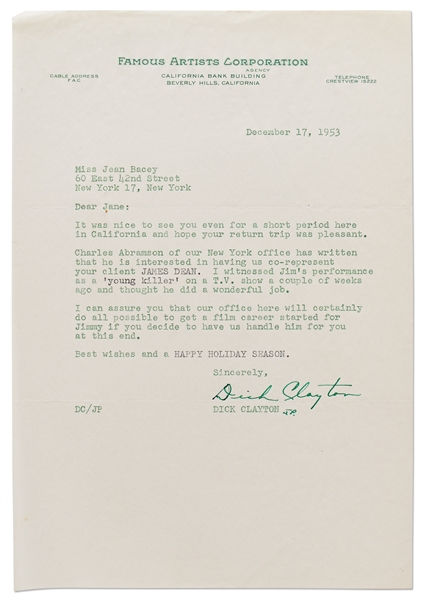 FAMOUS ARTISTS CORPORATION
AGENCY
CABLE ADDRESS
F.A.C.
CALIFORNIA BANK BUILDING
BEVERLY HILLS, CALIFORNIA
TELEPHONE
CRESTVIEW 15222
December 17, 1953
Miss Jean Bacey
60 East 42nd Street
New York 17, New York
Dear Jane:
It was nice to see you even for a short period here
in California and hope your return trip was pleasant.
Charles Abramson of our New York office has written
that he is interested in having us co-represent
your client JAMES DEAN. I witnessed Jim's performance
as a 'young killer' on a T.V. show a couple of weeks
ago and thought he did a wonderful job.
I can assure you that our office here will certainly
do all possible to get a film career started for
Jimmy if you decide to have us handle him for you
at this end.
Best wishes and a HAPPY HOLIDAY SEASON.
Sincerely,
Dick Clayton
DC/JP
DICK CLAYTON
J.P.